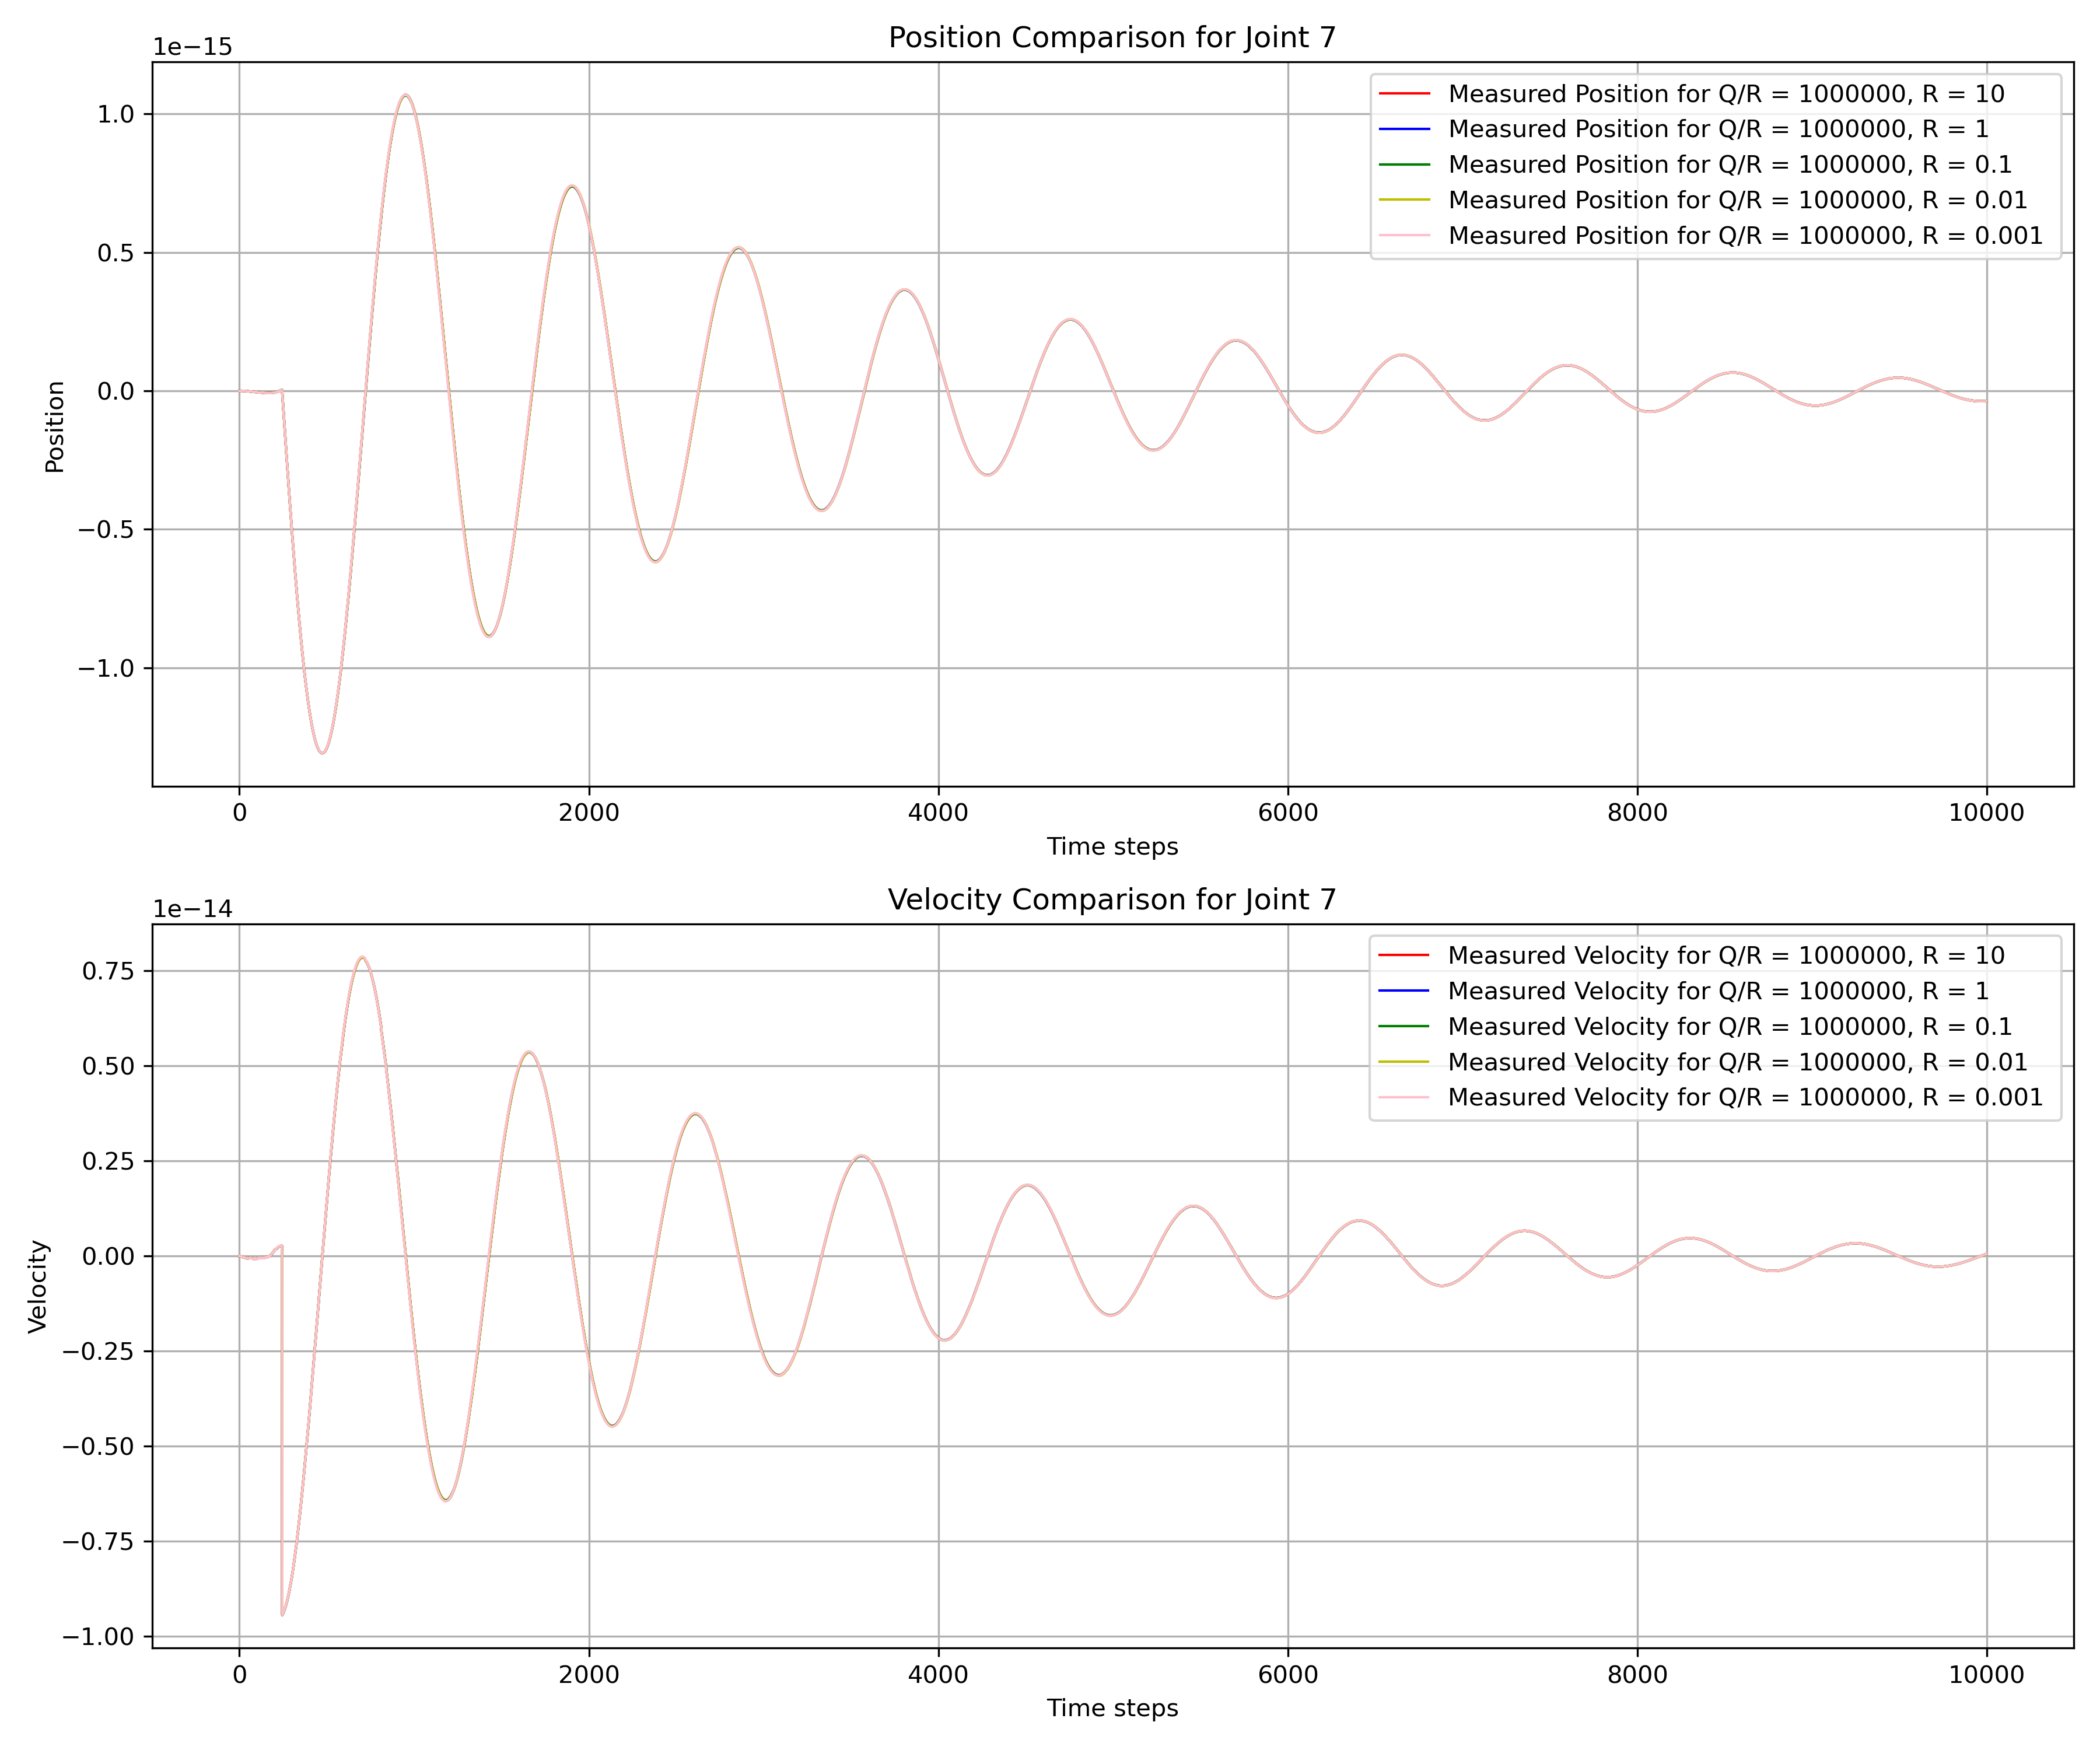 Position Comparison for Joint 7
1e−15
Measured Position for Q/R = 1000000, R = 10
Measured Position for Q/R = 1000000, R = 1
Measured Position for Q/R = 1000000, R = 0.1
Measured Position for Q/R = 1000000, R = 0.01
Measured Position for Q/R = 1000000, R = 0.001
1.0
0.5
0.0
−0.5
−1.0
Position
0 2000 4000 6000 8000 10000
Time steps
Velocity Comparison for Joint 7
1e−14
Measured Velocity for Q/R = 1000000, R = 10
Measured Velocity for Q/R = 1000000, R = 1
Measured Velocity for Q/R = 1000000, R = 0.1
Measured Velocity for Q/R = 1000000, R = 0.01
Measured Velocity for Q/R = 1000000, R = 0.001
0.75
0.50
0.25
0.00
−0.25
−0.50
−0.75
−1.00
Velocity
0 2000 4000 6000 8000 10000
Time steps